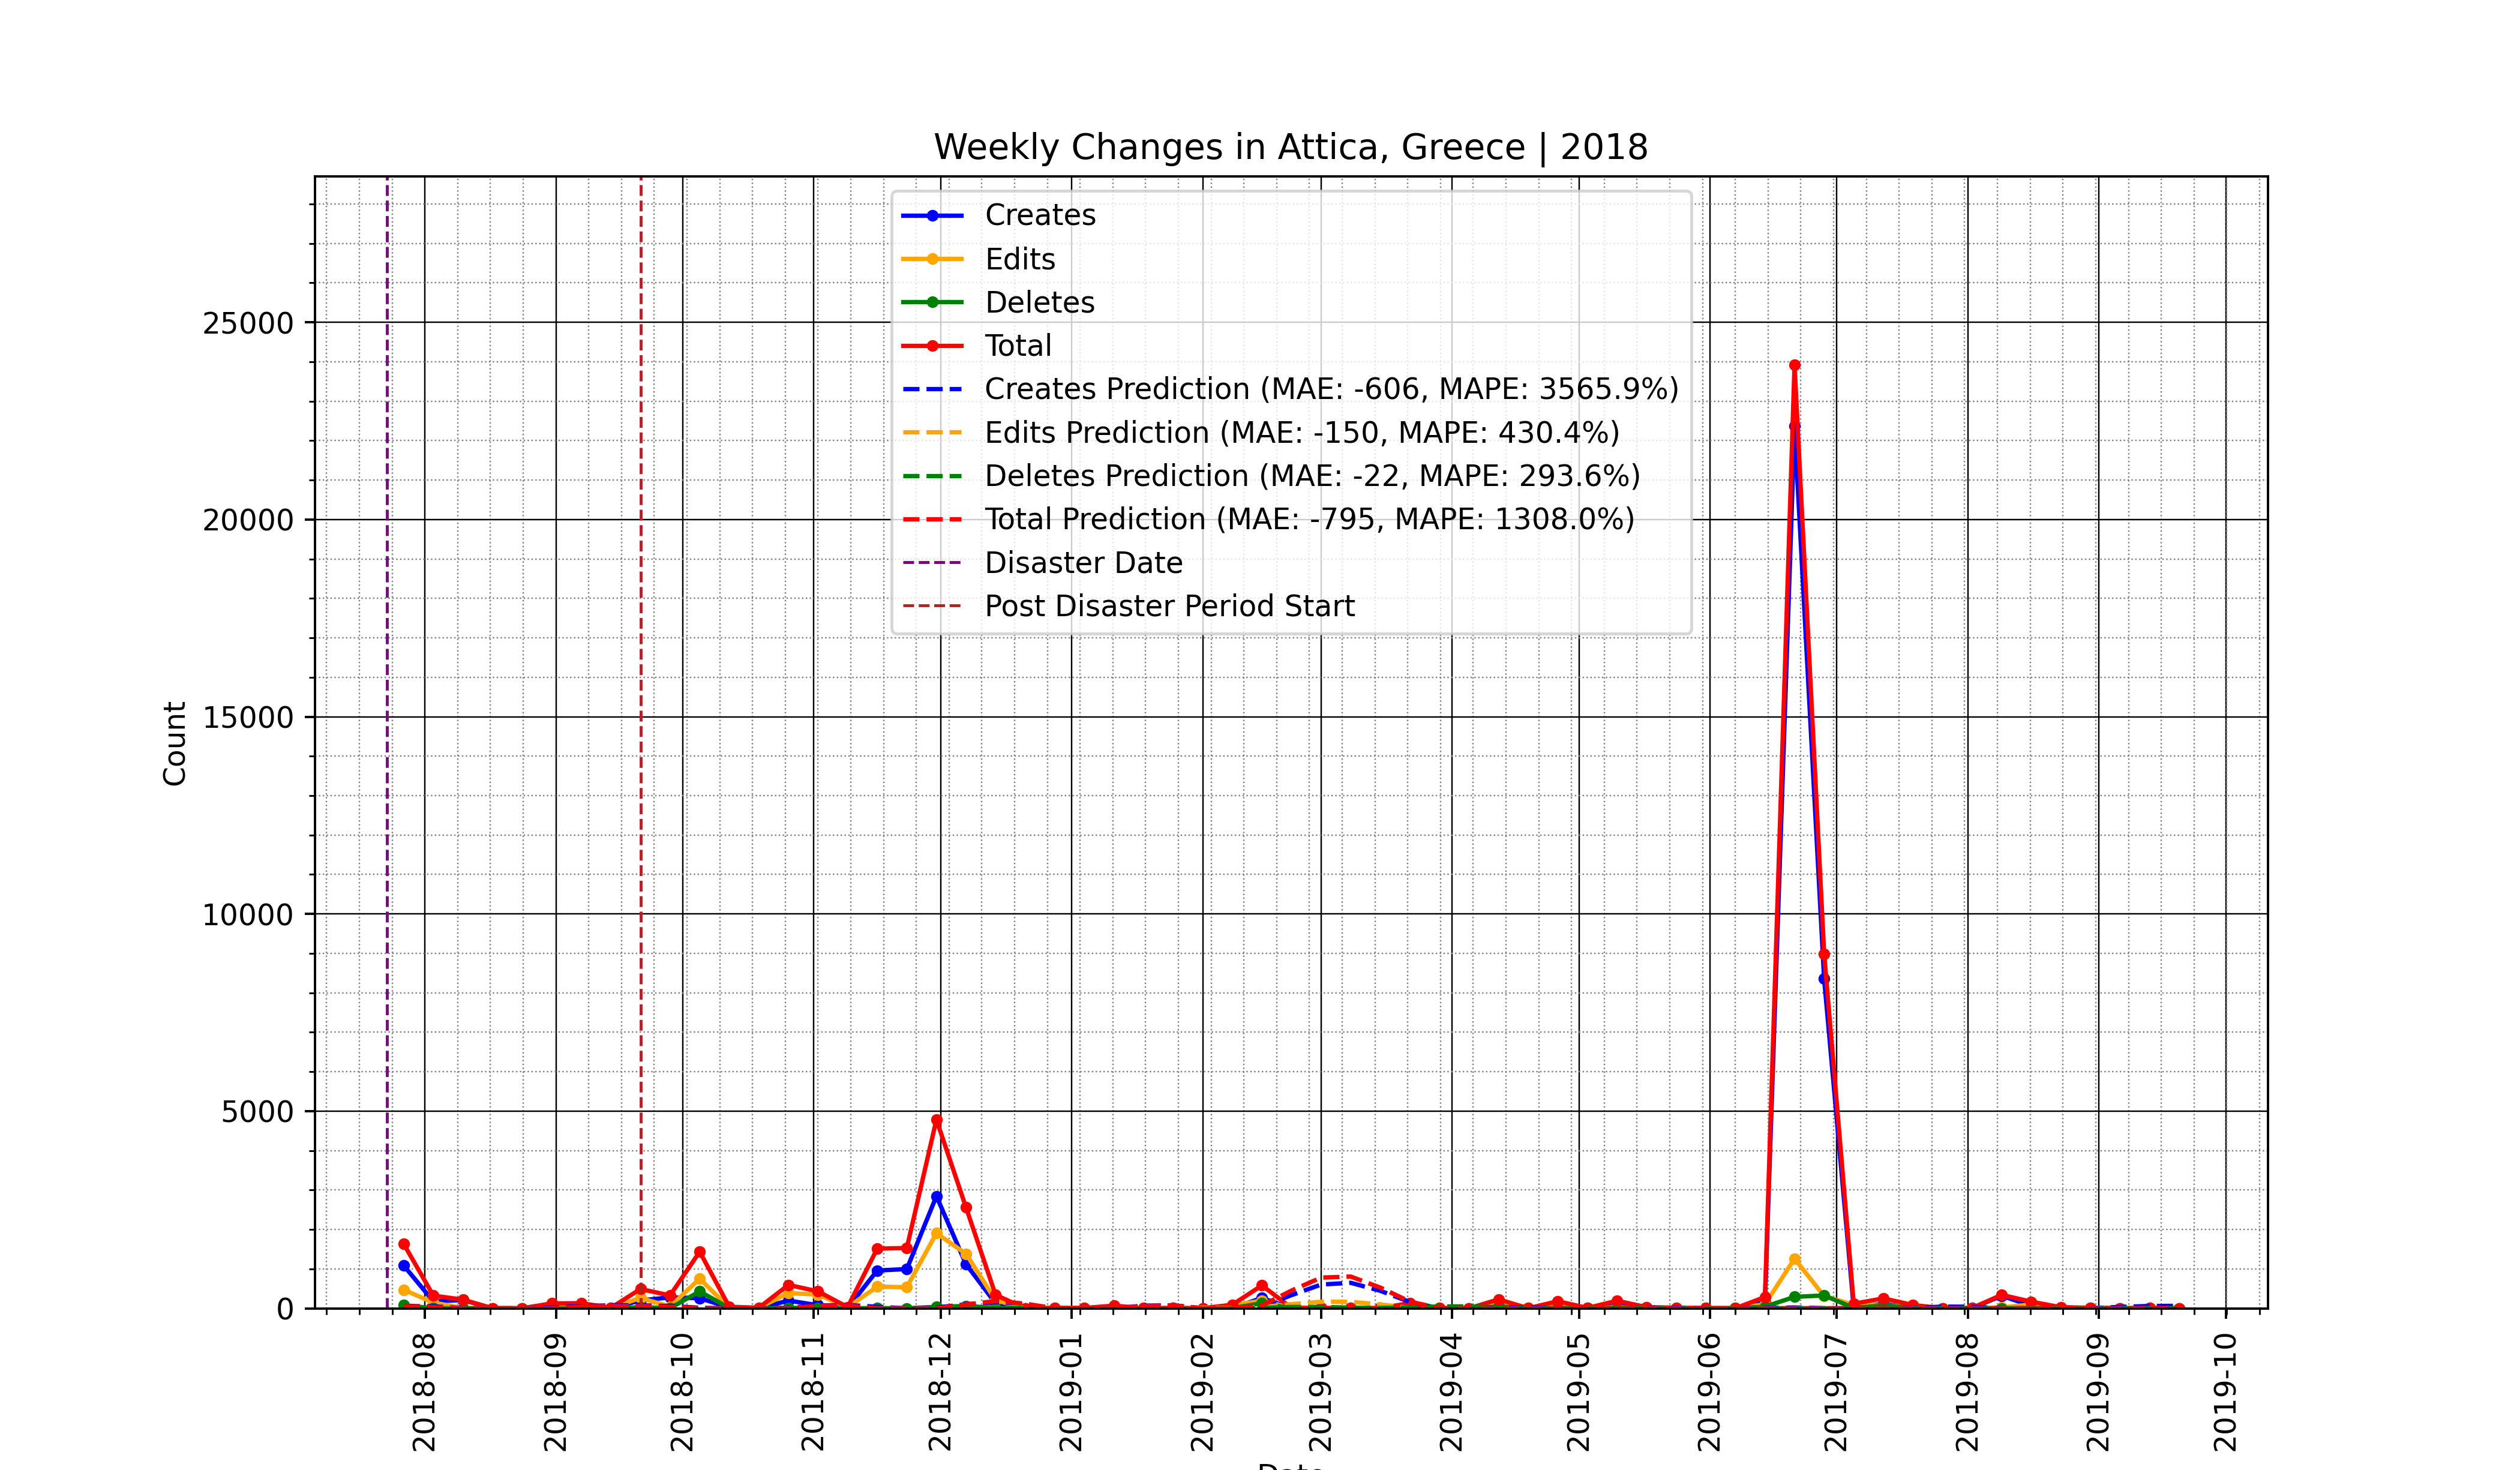 Weekly Changes in Attica, Greece | 2018
Creates
Edits
Deletes
Total
Creates Prediction (MAE: -606, MAPE: 3565.9%)
Edits Prediction (MAE: -150, MAPE: 430.4%)
Deletes Prediction (MAE: -22, MAPE: 293.6%)
Total Prediction (MAE: -795, MAPE: 1308.0%)
Disaster Date
Post Disaster Period Start
Count
25000
20000
15000
10000
5000
0
2018-08
2018-09
2018-10
2018-11
2018-12
2019-01
2019-02
2019-03
2019-04
2019-05
2019-06
2019-07
2019-08
2019-09
2019-10